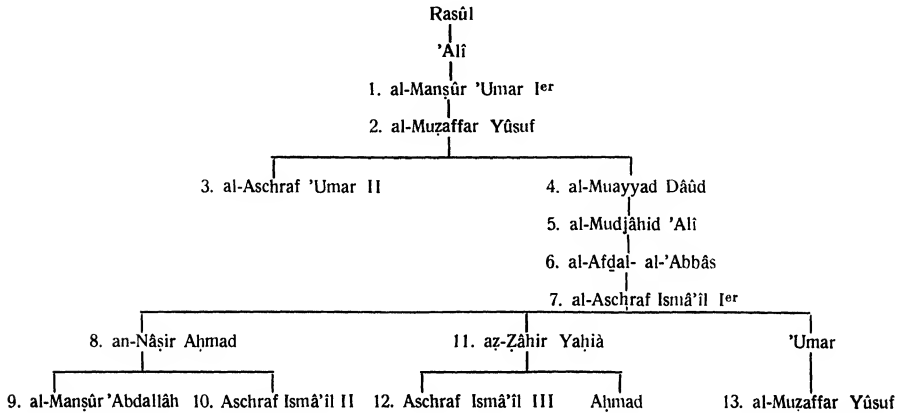 Rasûl
’Alî
1. al-Manṣûr ’Umar Ier
2. al-Muẓaffar Yûsuf
3. al-Aschraf ’Umar II
4. al-Muayyad Dâûd
5. al-Mudjâhid ’Alî
6. al-Afḍal- al-’Abbâs
7. al-Aschraf Ismâ’îl Ier
8. an-Nâṣir Aḥmad
11. aẓ-Ẓâhir Yaḥià
’Umar
9. al-Manṣûr ’Abdallâh
10. Aschraf Ismâ’îl II
12. Aschraf Ismâ’îl III
Aḥmad
13. al-Muẓaffar Yûsuf